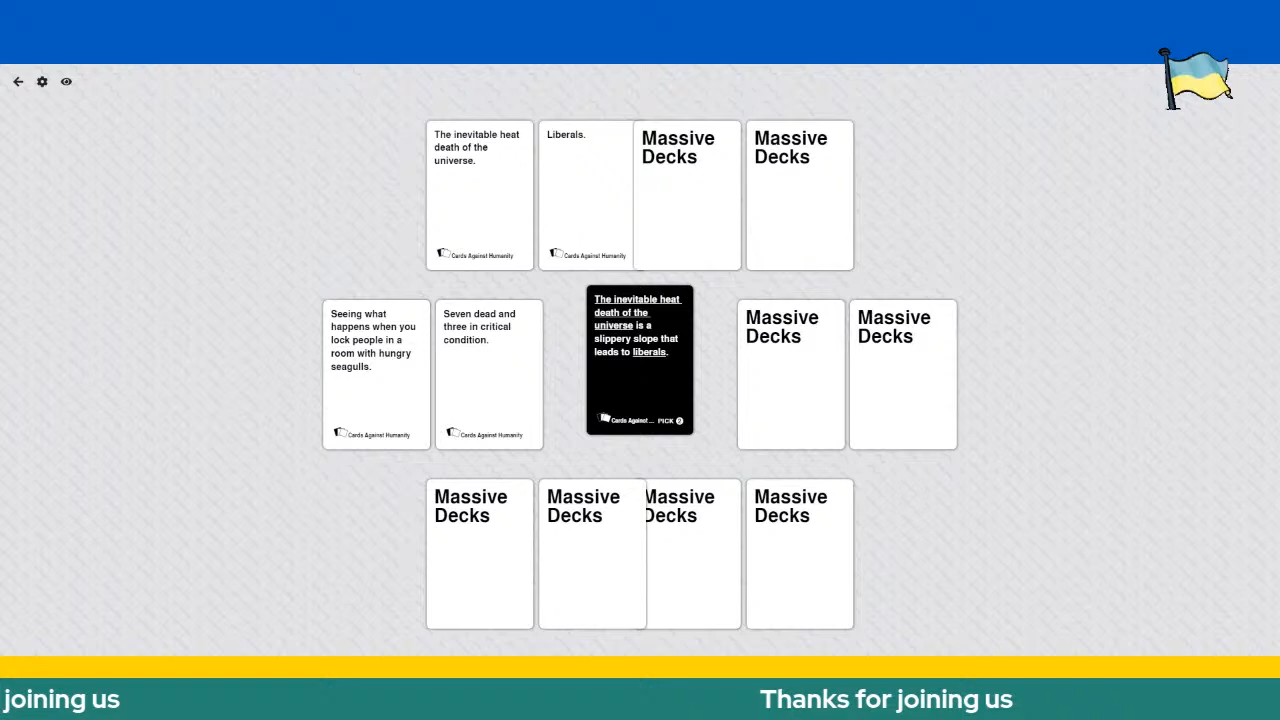 The inevitable heat
death of the
universe.
Cards Against Humanity
Liberals.
Cards Against Humanity
Massive
Decks
Massive
Decks
Seeing what
happens when you
lock people in a
room with hungry
seagulls.
Cards Against Humanity
Seven dead and
three in critical
condition.
Cards Against Humanity
The inevitable heat
death of the
universe is a
slippery slope that
leads to liberals.
Cards Against ... PICK 2
Massive
Decks
Massive
Decks
Massive
Decks
Massive
Decks
Massive
Decks
Massive
Decks
joining us
Thanks for joining us